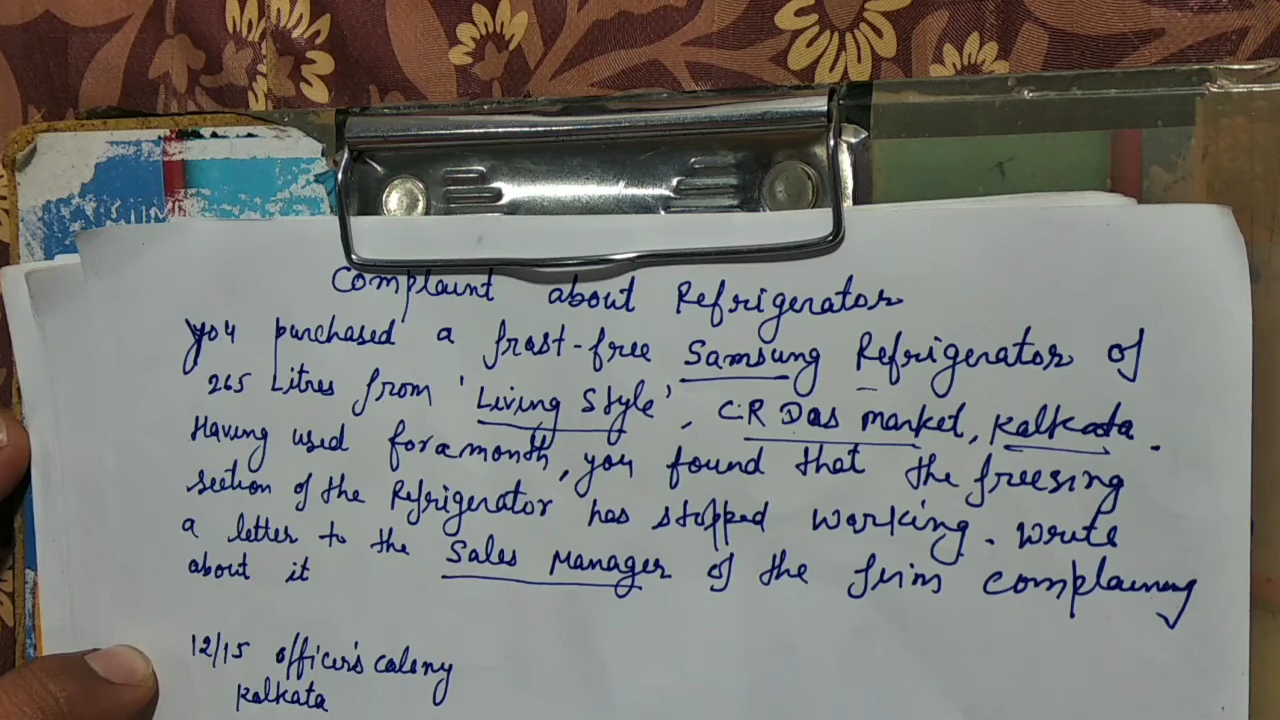 Complaint about Refrigerator
you purchased a frost-free Samsung Refrigerator of
265 Litres from 'Living Style', C.R Das market, Kolkata.
Having used for a month, you found that the freesing
section of the Refrigerator has stopped working. Write
a letter to the Sales Manager of the firm complaining
about it
12/15 officer's colony
Kolkata